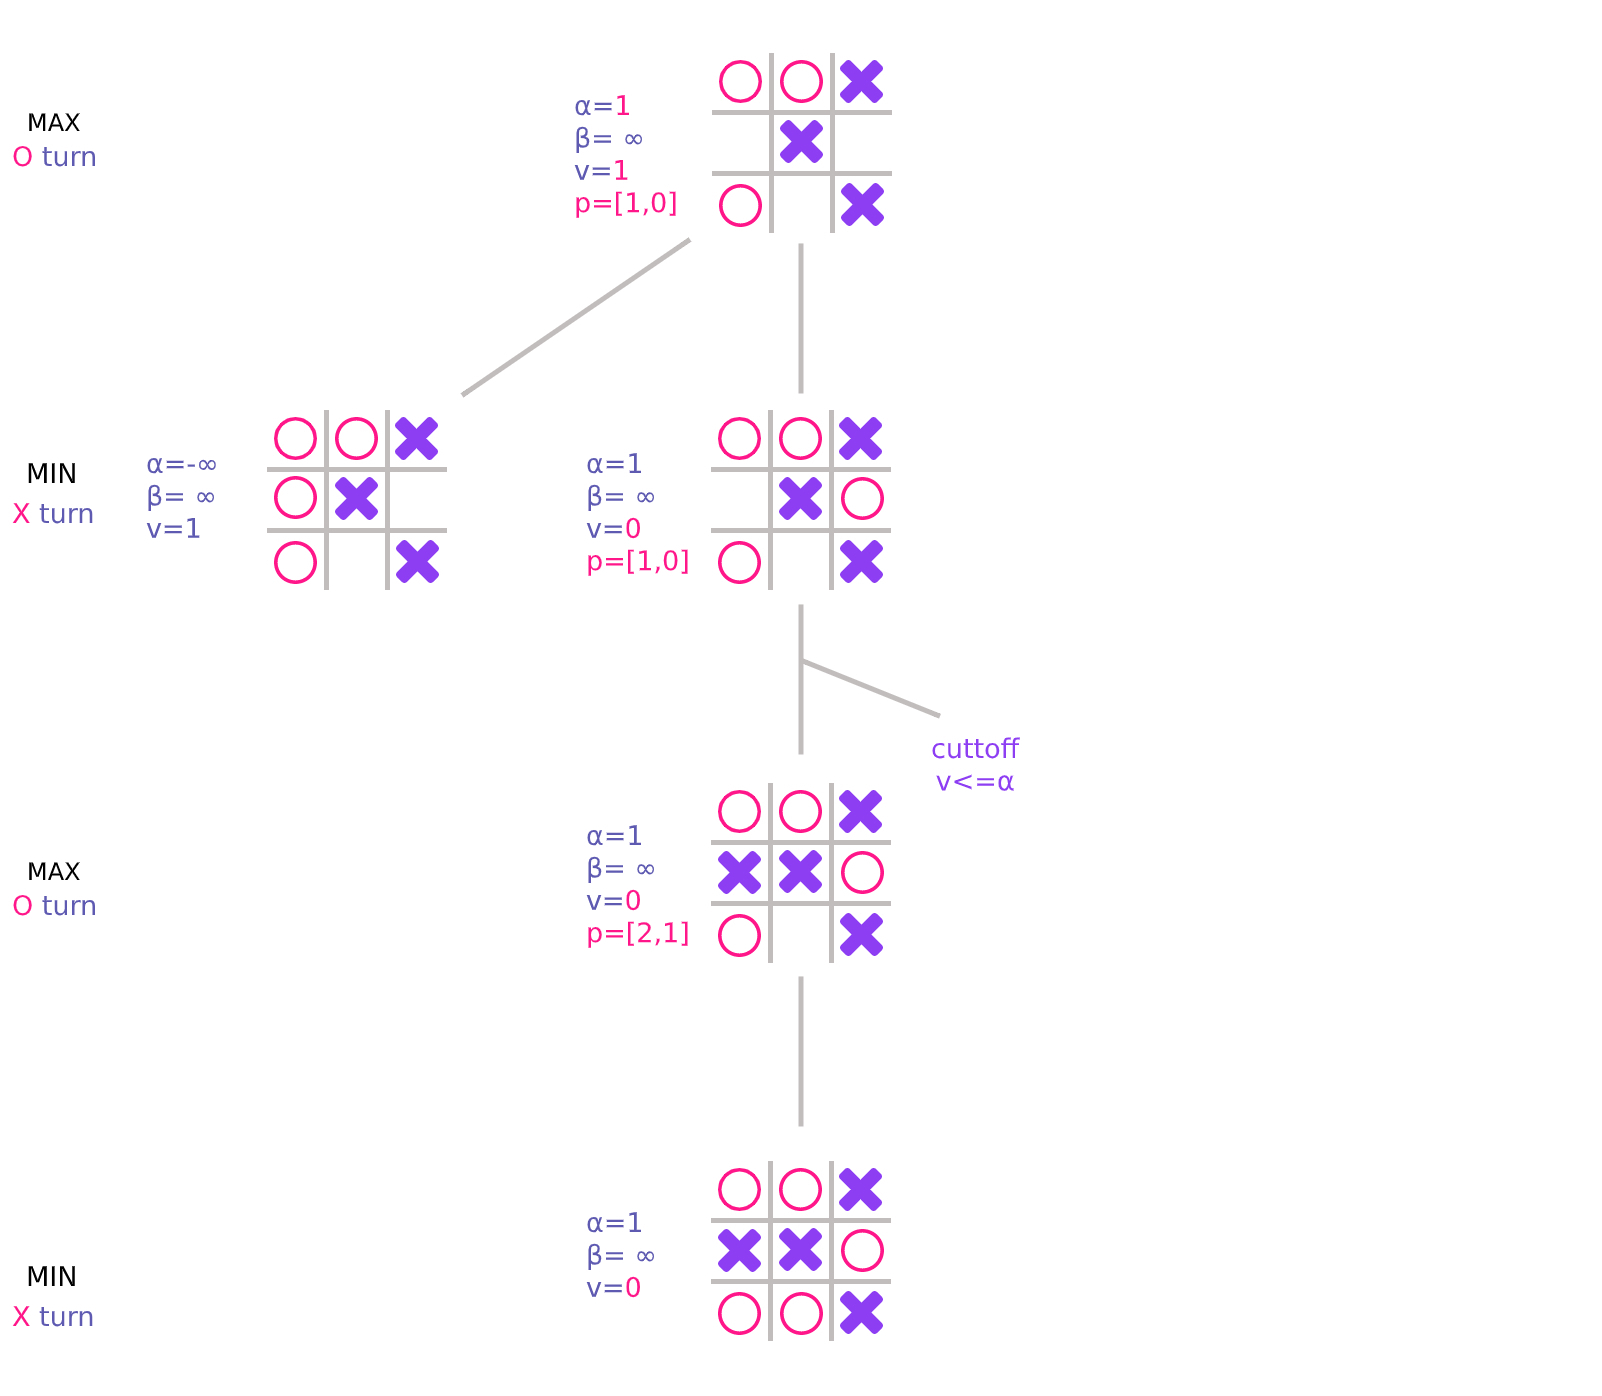 MAX
O turn
α=1
β= ∞
v=1
p=[1,0]
MIN
X turn
α=-∞
β= ∞
v=1
α=1
β= ∞
v=0
p=[1,0]
cuttoff
v<=α
MAX
O turn
α=1
β= ∞
v=0
p=[2,1]
MIN
X turn
α=1
β= ∞
v=0